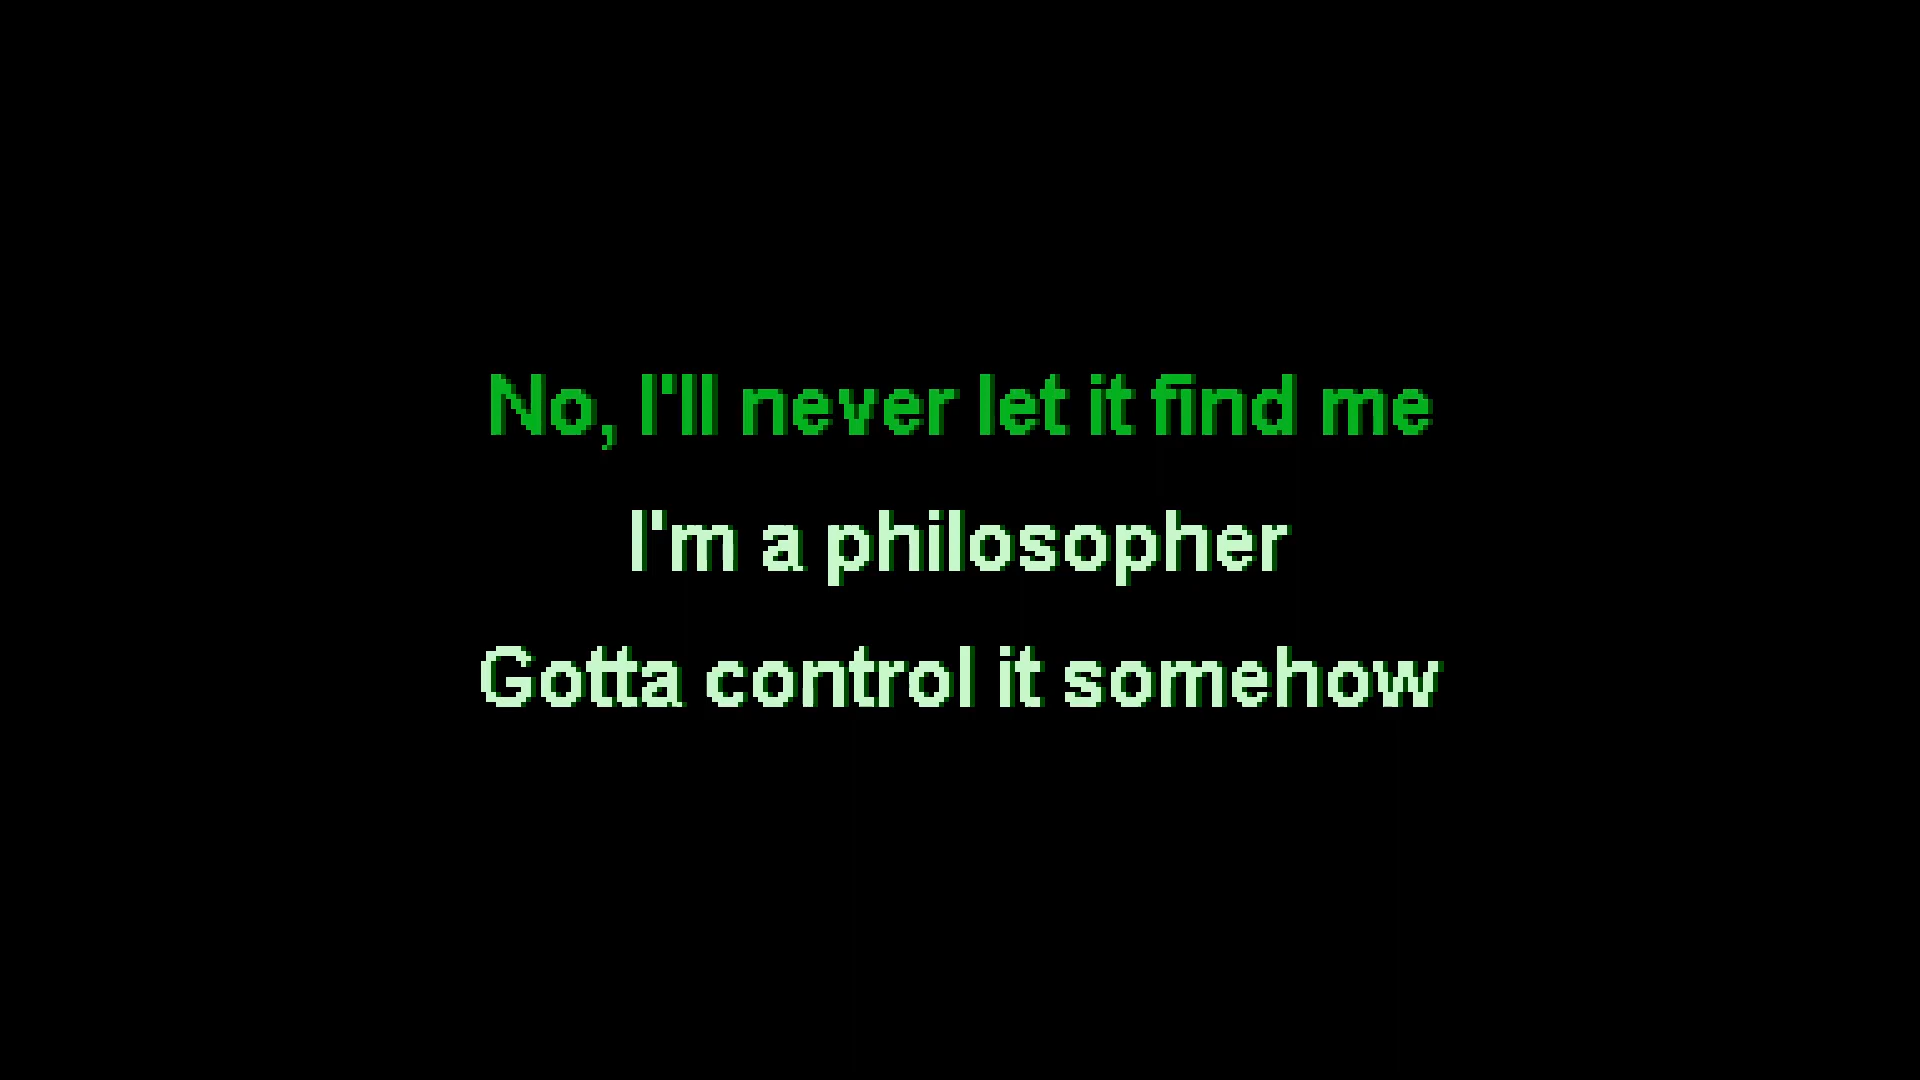 No, I'll never let it find me
I'm a philosopher
Gotta control it somehow